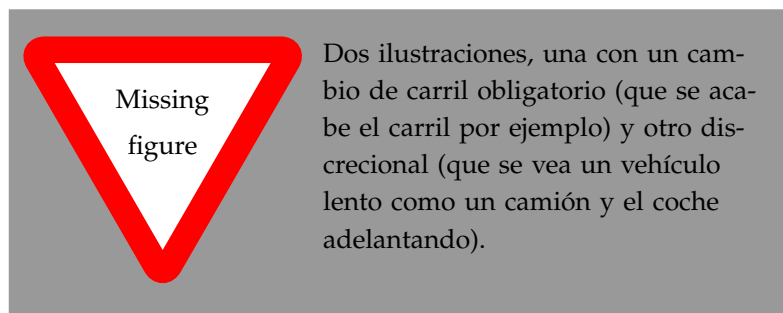 Missing
figure
Dos ilustraciones, una con un cam-
bio de carril obligatorio (que se aca-
be el carril por ejemplo) y otro dis-
crecional (que se vea un vehículo
lento como un camión y el coche
adelantando).